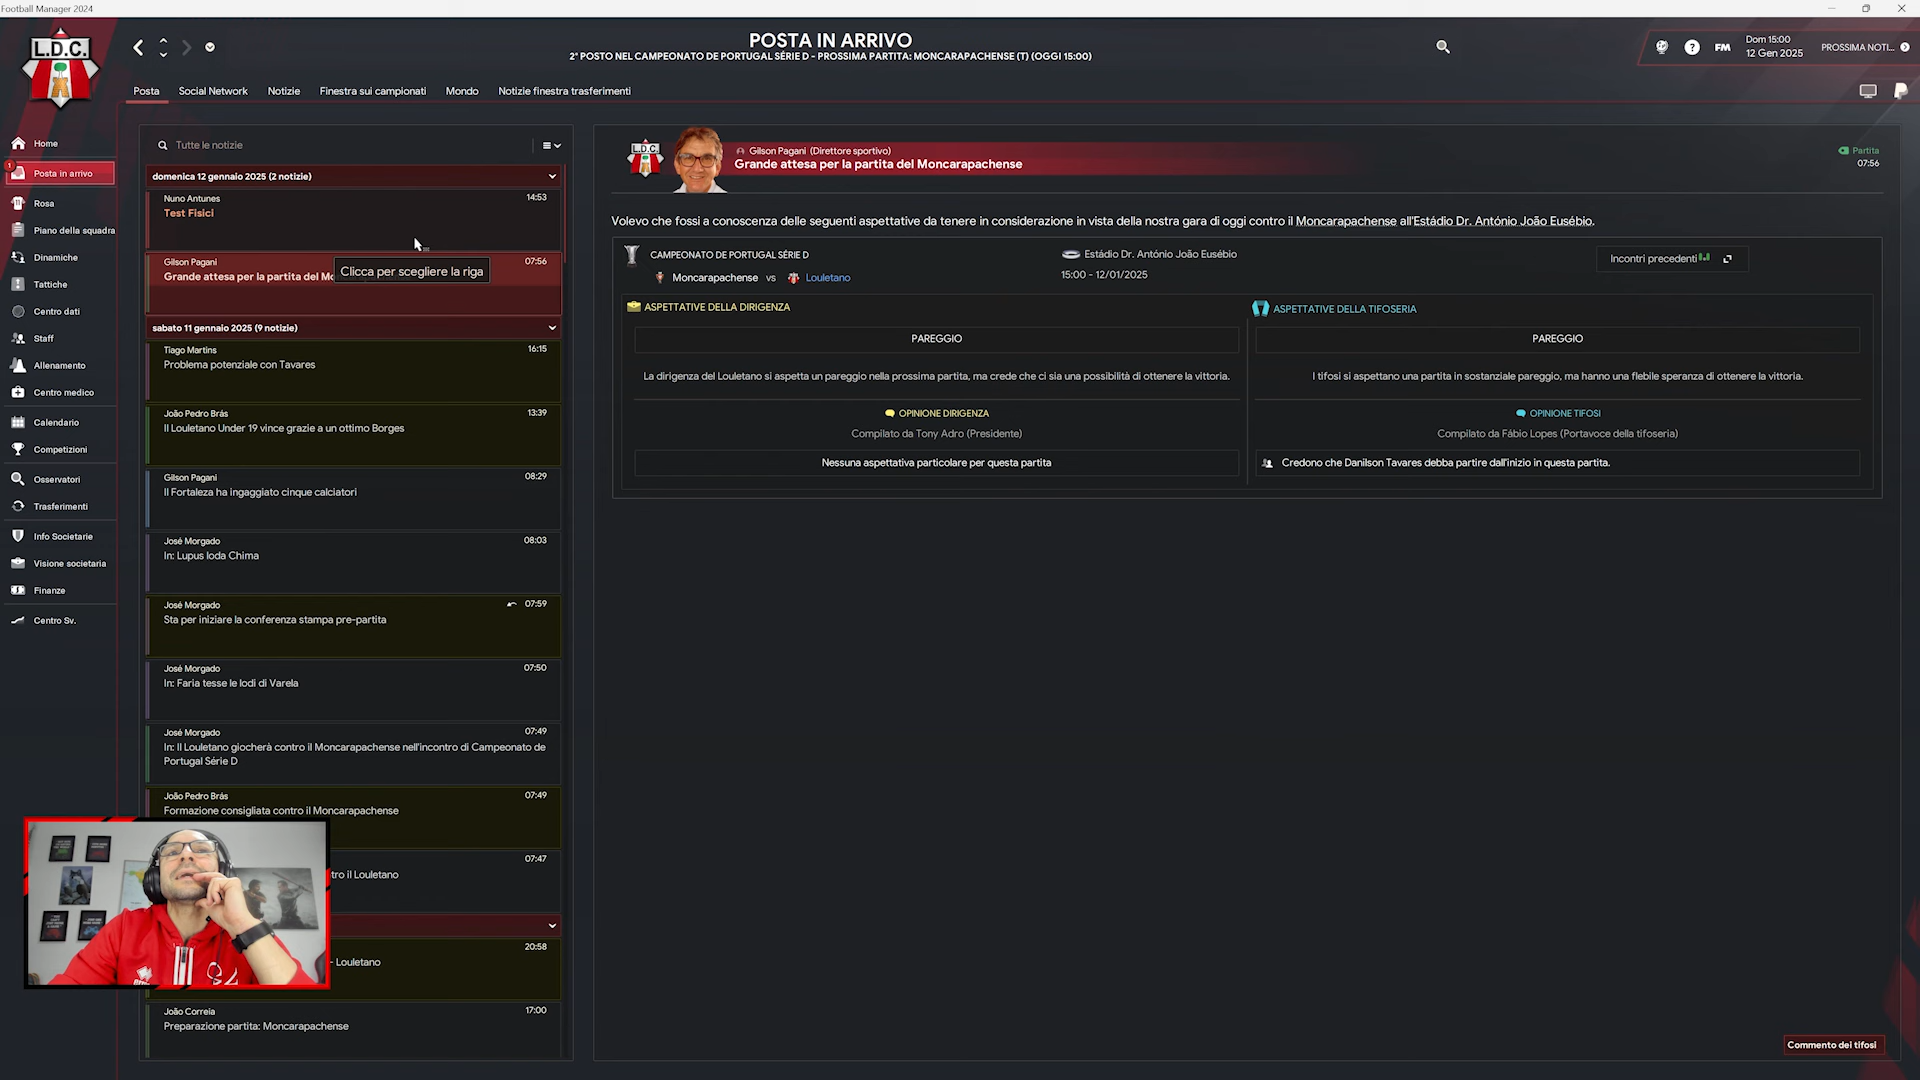 Football Manager 2024
L.D.C.
POSTA IN ARRIVO
2° POSTO NEL CAMPEONATO DE PORTUGAL SÉRIE D - PROSSIMA PARTITA: MONCARAPACHENSE (T) (OGGI 15:00)
FM
Dom 15:00
12 Gen 2025
PROSSIMA NOTI...
Posta
Social Network
Notizie
Finestra sui campionati
Mondo
Notizie finestra trasferimenti
Home
1
Posta in arrivo
Rosa
Piano della squadra
Dinamiche
Tattiche
Centro dati
Staff
Allenamento
Centro medico
Calendario
Competizioni
Osservatori
Trasferimenti
Info Societarie
Visione societaria
Finanze
Centro Sv.
Tutte le notizie
domenica 12 gennaio 2025 (2 notizie)
Nuno Antunes
14:53
Test Fisici
Gilson Pagani
07:56
Grande attesa per la partita del Mo
Clicca per scegliere la riga
sabato 11 gennaio 2025 (9 notizie)
Tiago Martins
16:15
Problema potenziale con Tavares
João Pedro Brás
13:39
Il Louletano Under 19 vince grazie a un ottimo Borges
Gilson Pagani
08:29
Il Fortaleza ha ingaggiato cinque calciatori
José Morgado
08:03
In: Lupus loda Chima
José Morgado
07:59
Sta per iniziare la conferenza stampa pre-partita
José Morgado
07:50
In: Faria tesse le lodi di Varela
José Morgado
07:49
In: Il Louletano giocherà contro il Moncarapachense nell'incontro di Campeonato de
Portugal Série D
João Pedro Brás
07:49
Formazione consigliata contro il Moncarapachense
07:47
tro il Louletano
20:58
- Louletano
João Correia
17:00
Preparazione partita: Moncarapachense
L.D.C.
Gilson Pagani (Direttore sportivo)
Grande attesa per la partita del Moncarapachense
Partita
07:56
Volevo che fossi a conoscenza delle seguenti aspettative da tenere in considerazione in vista della nostra gara di oggi contro il Moncarapachense all'Estádio Dr. António João Eusébio.
CAMPEONATO DE PORTUGAL SÉRIE D
Moncarapachense vs Louletano
Estádio Dr. António João Eusébio
15:00 - 12/01/2025
Incontri precedenti
ASPETTATIVE DELLA DIRIGENZA
PAREGGIO
La dirigenza del Louletano si aspetta un pareggio nella prossima partita, ma crede che ci sia una possibilità di ottenere la vittoria.
OPINIONE DIRIGENZA
Compilato da Tony Adro (Presidente)
Nessuna aspettativa particolare per questa partita
ASPETTATIVE DELLA TIFOSERIA
PAREGGIO
I tifosi si aspettano una partita in sostanziale pareggio, ma hanno una flebile speranza di ottenere la vittoria.
OPINIONE TIFOSI
Compilato da Fábio Lopes (Portavoce della tifoseria)
Credono che Danilson Tavares debba partire dall'inizio in questa partita.
Commento dei tifosi